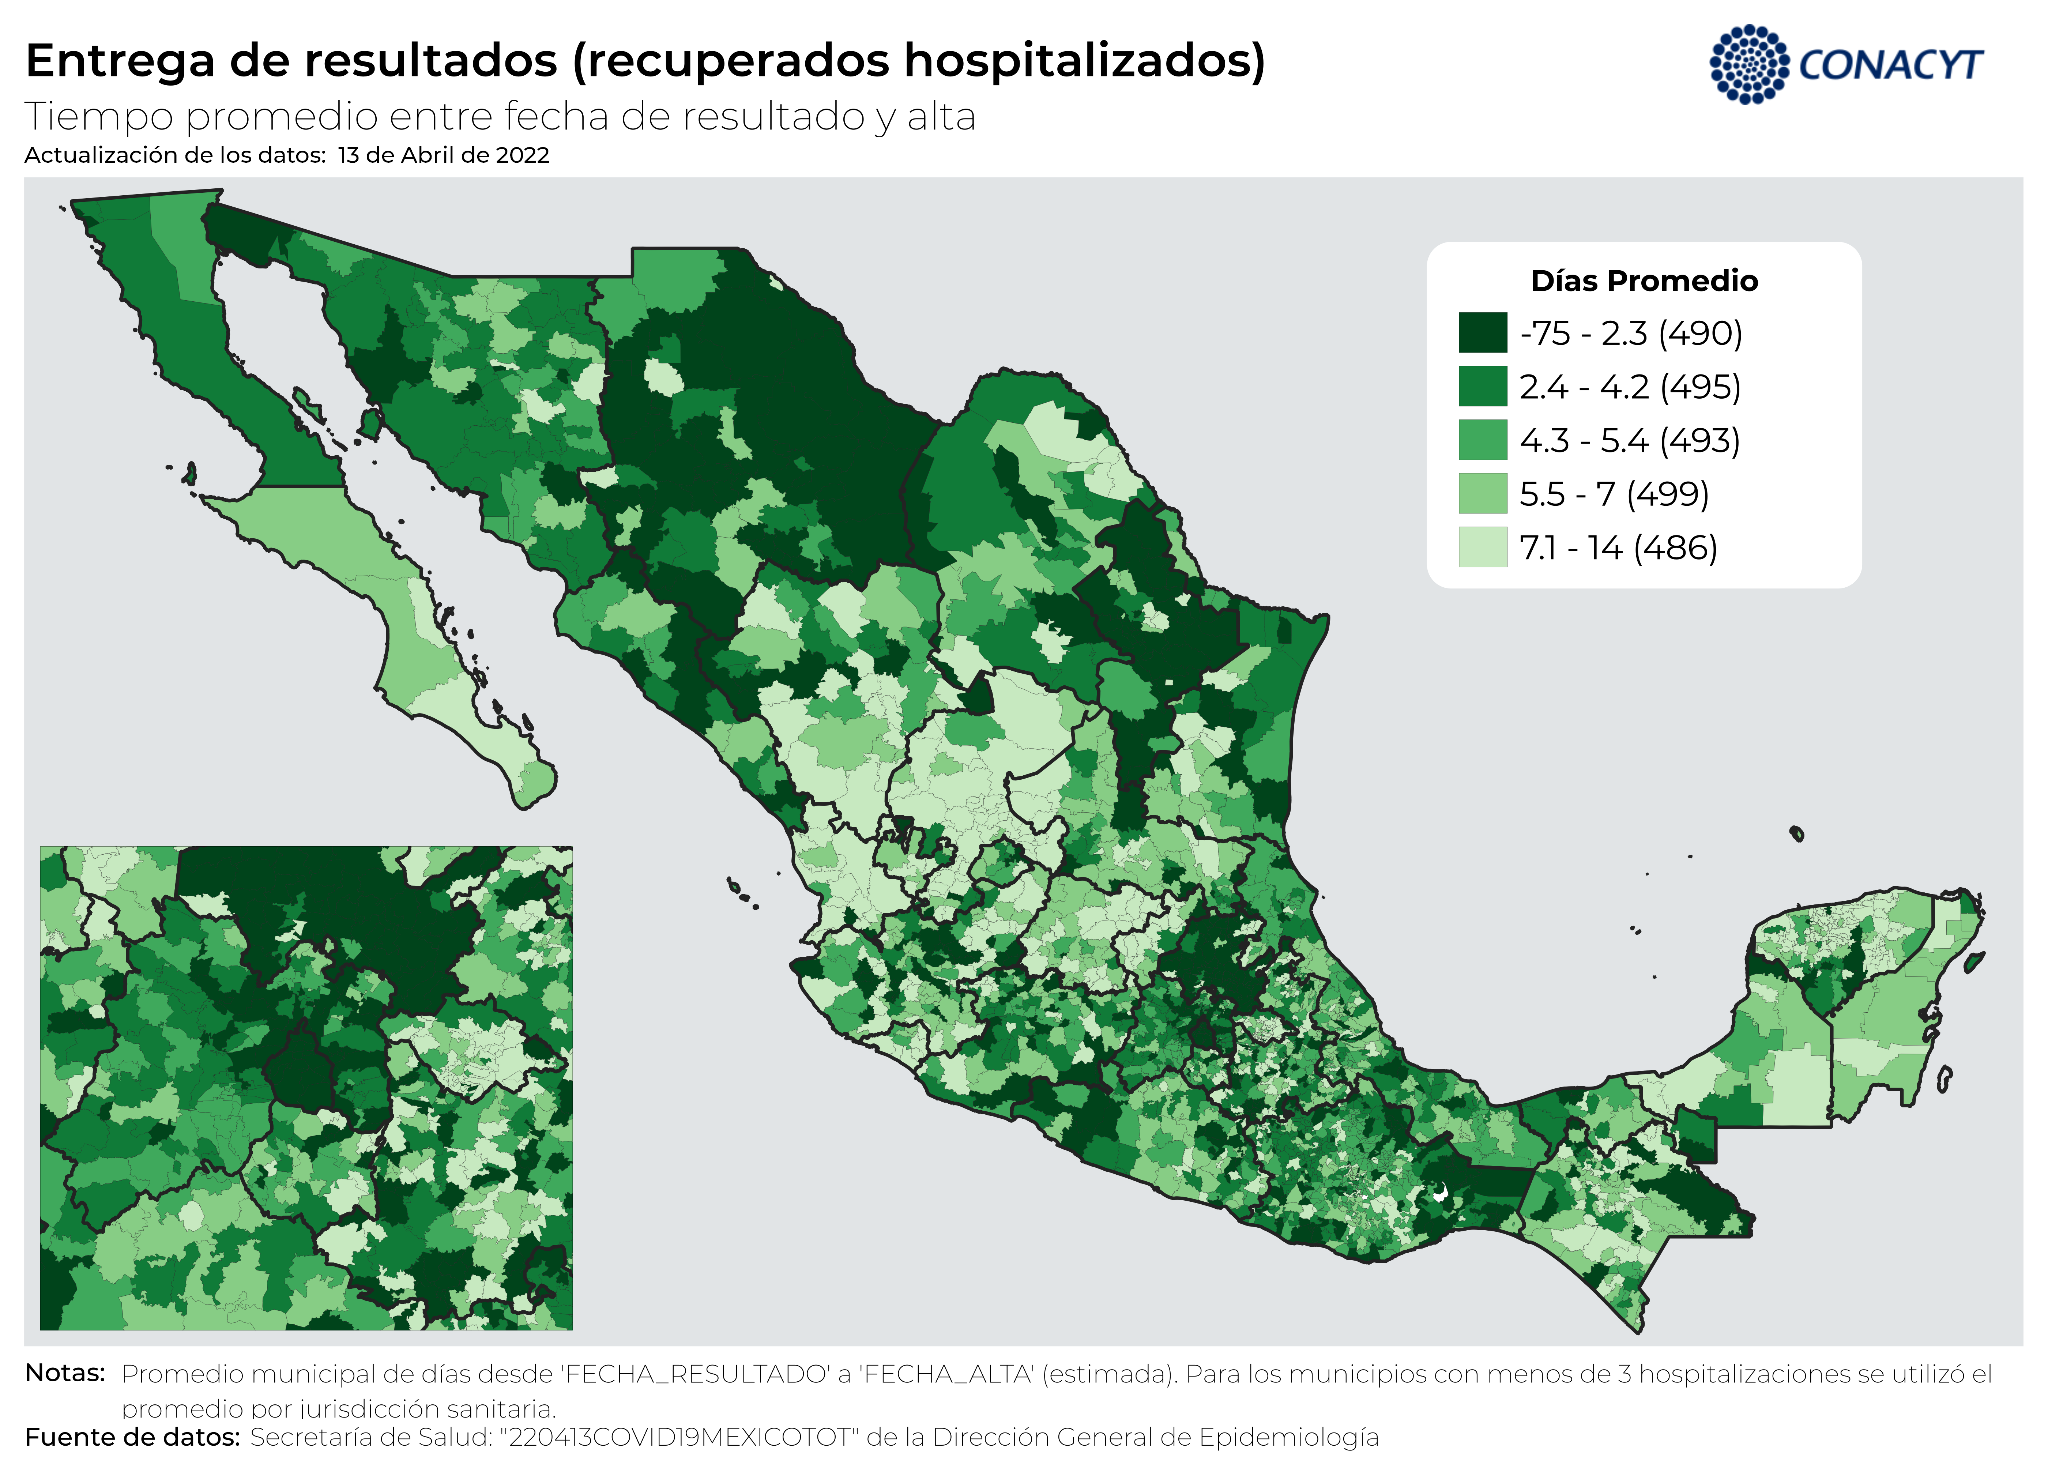 Entrega de resultados (recuperados hospitalizados)
CONACYT
Tiempo promedio entre fecha de resultado y alta
Actualización de los datos: 13 de Abril de 2022
Días Promedio
-75 - 2.3 (490)
2.4 - 4.2 (495)
4.3 - 5.4 (493)
5.5 - 7 (499)
7.1 - 14 (486)
Notas: Promedio municipal de días desde 'FECHA_RESULTADO' a 'FECHA_ALTA' (estimada). Para los municipios con menos de 3 hospitalizaciones se utilizó el
promedio por jurisdicción sanitaria.
Fuente de datos: Secretaría de Salud: "220413COVID19MEXICOTOT" de la Dirección General de Epidemiología